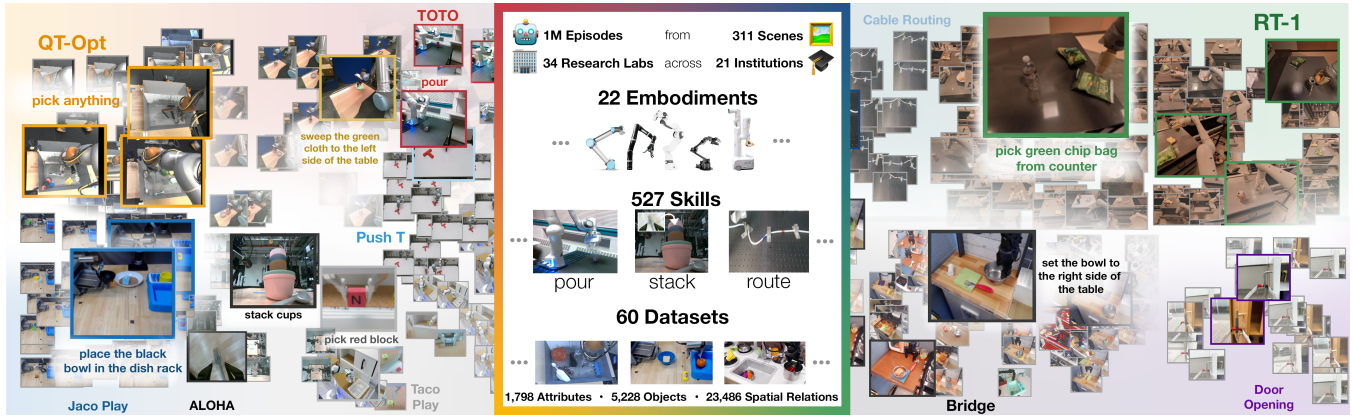 QT-Opt
pick anything
TOTO
pour
sweep the green
cloth to the left
side of the table
Push T
place the black
bowl in the dish rack
Jaco Play
stack cups
ALOHA
N
pick red block
Taco
Play
1M Episodes from 311 Scenes
34 Research Labs across 21 Institutions
22 Embodiments
527 Skills
pour stack route
60 Datasets
1,798 Attributes • 5,228 Objects • 23,486 Spatial Relations
Cable Routing
RT-1
pick green chip bag
from counter
set the bowl to
the right side of
the table
Bridge
Door
Opening